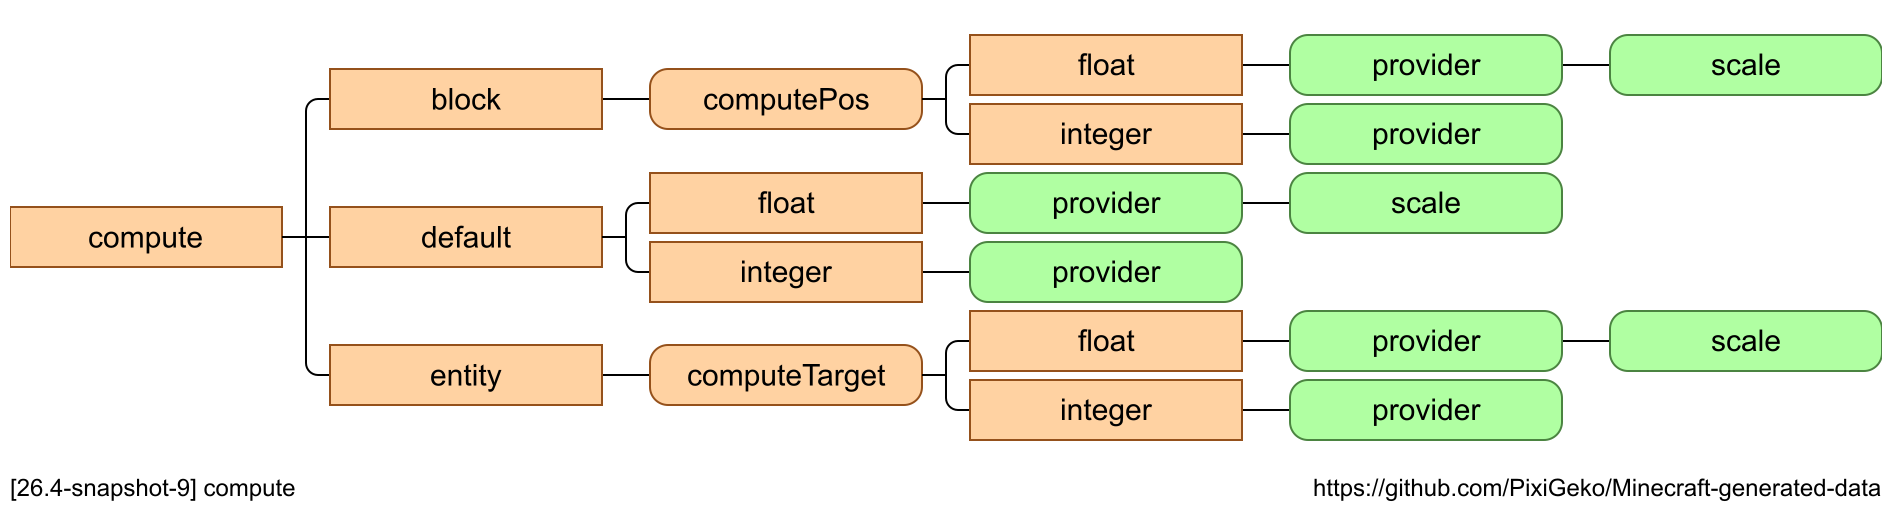 float
provider
scale
block
computePos
integer
provider
float
provider
scale
compute
default
integer
provider
float
provider
scale
entity
computeTarget
integer
provider
[26.4-snapshot-9] compute
https://github.com/PixiGeko/Minecraft-generated-data